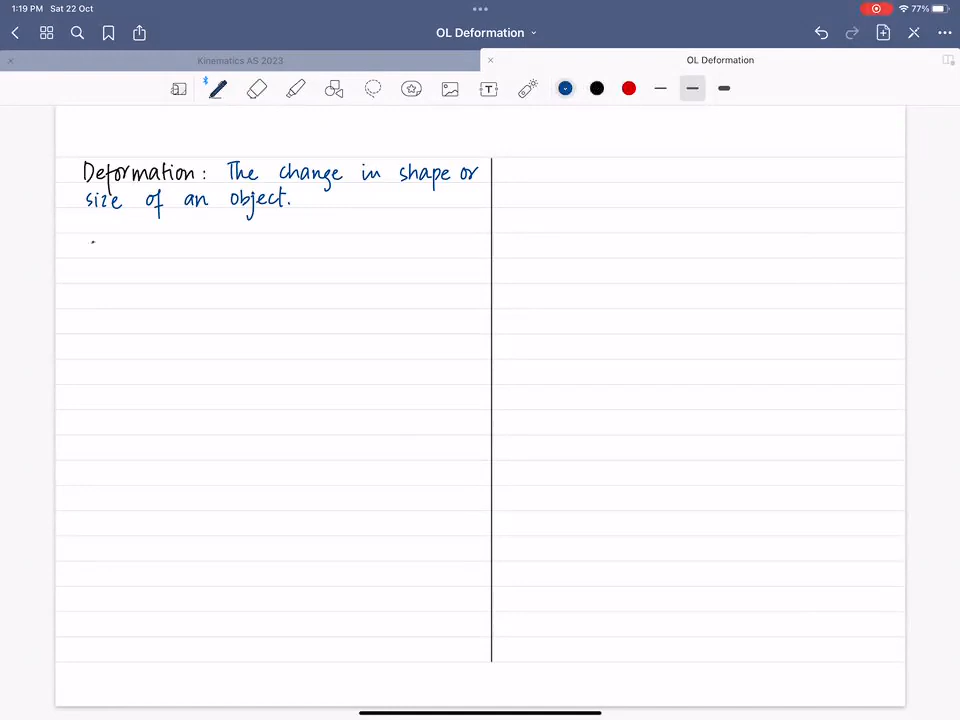 1:19 PM Sat 22 Oct
77%
OL Deformation
Kinematics AS 2023
OL Deformation
Deformation: The change in shape or
size of an object.